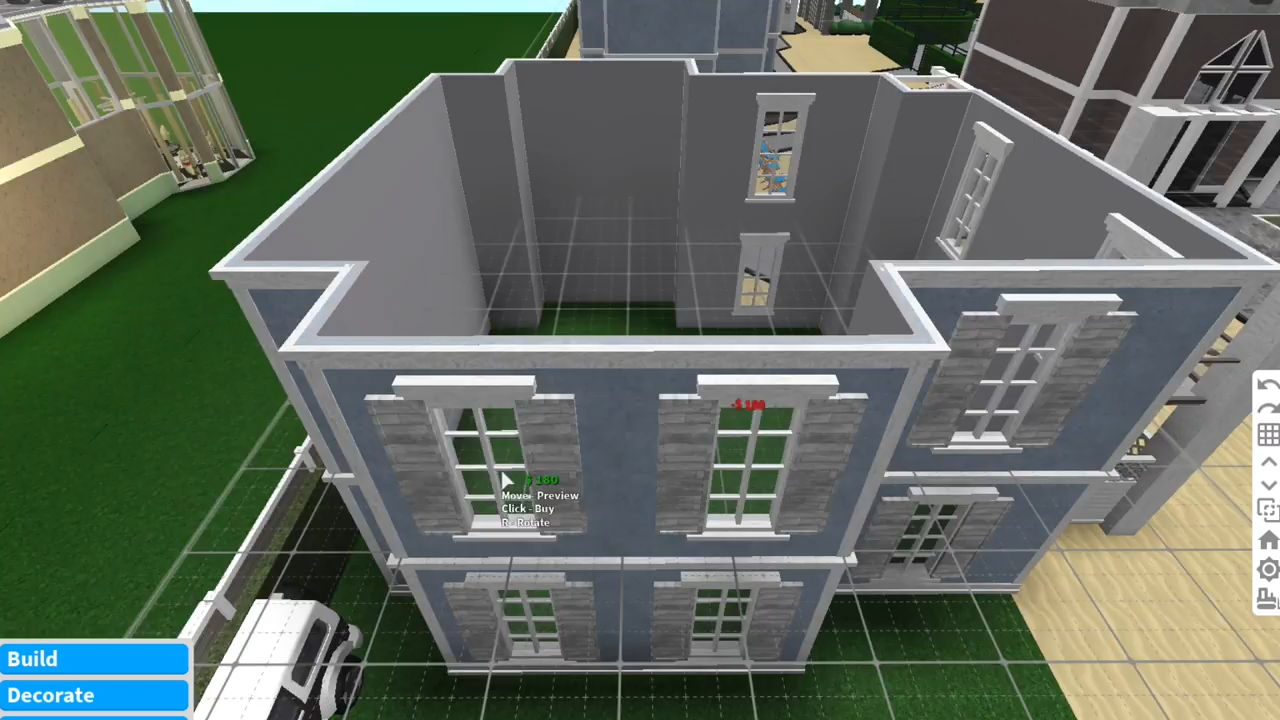 -$ 180
$ 180
Move - Preview
Click - Buy
R - Rotate
Build
Decorate